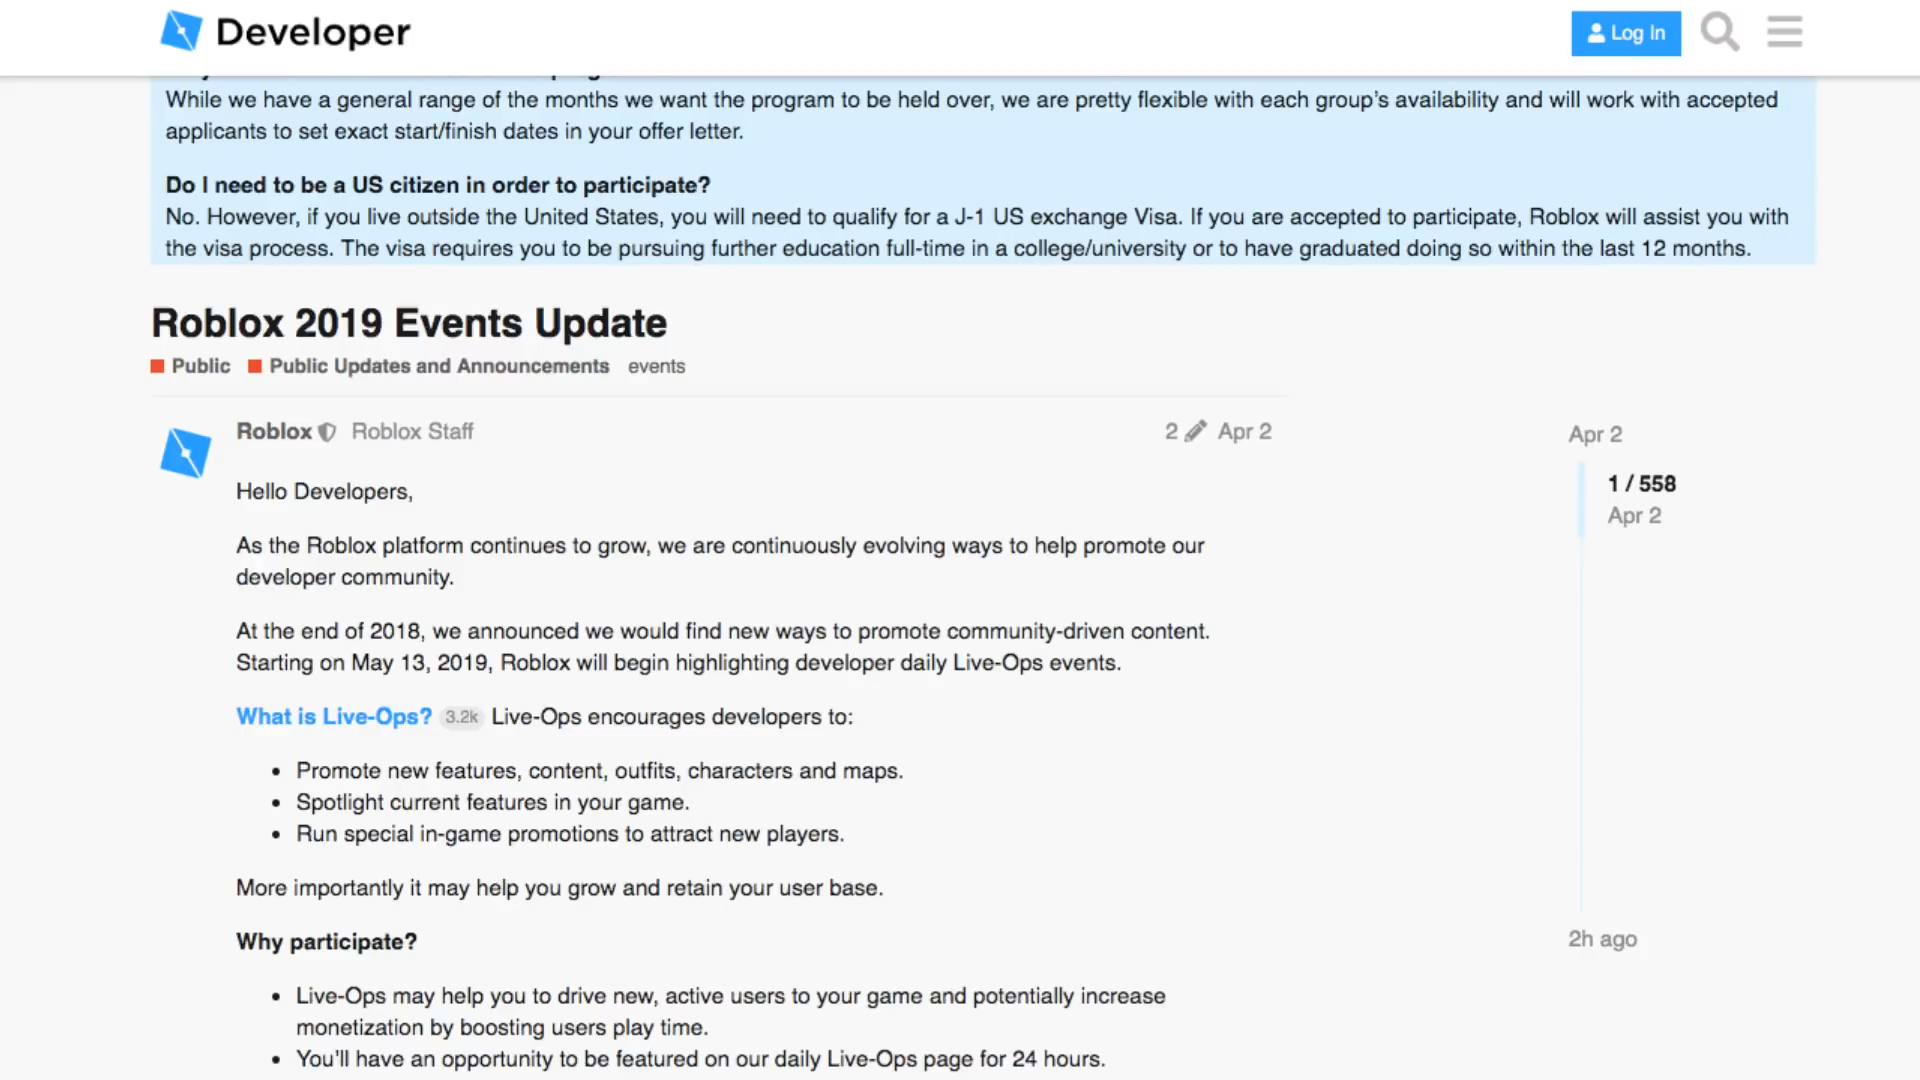 Developer
Log In
While we have a general range of the months we want the program to be held over, we are pretty flexible with each group's availability and will work with accepted
applicants to set exact start/finish dates in your offer letter.
Do I need to be a US citizen in order to participate?
No. However, if you live outside the United States, you will need to qualify for a J-1 US exchange Visa. If you are accepted to participate, Roblox will assist you with
the visa process. The visa requires you to be pursuing further education full-time in a college/university or to have graduated doing so within the last 12 months.
Roblox 2019 Events Update
Public Public Updates and Announcements events
Roblox Roblox Staff 2 Apr 2
Apr 2
1 / 558
Apr 2
Hello Developers,
As the Roblox platform continues to grow, we are continuously evolving ways to help promote our
developer community.
At the end of 2018, we announced we would find new ways to promote community-driven content.
Starting on May 13, 2019, Roblox will begin highlighting developer daily Live-Ops events.
What is Live-Ops? 3.2k Live-Ops encourages developers to:
• Promote new features, content, outfits, characters and maps.
• Spotlight current features in your game.
• Run special in-game promotions to attract new players.
More importantly it may help you grow and retain your user base.
Why participate?
2h ago
• Live-Ops may help you to drive new, active users to your game and potentially increase
monetization by boosting users play time.
• You'll have an opportunity to be featured on our daily Live-Ops page for 24 hours.